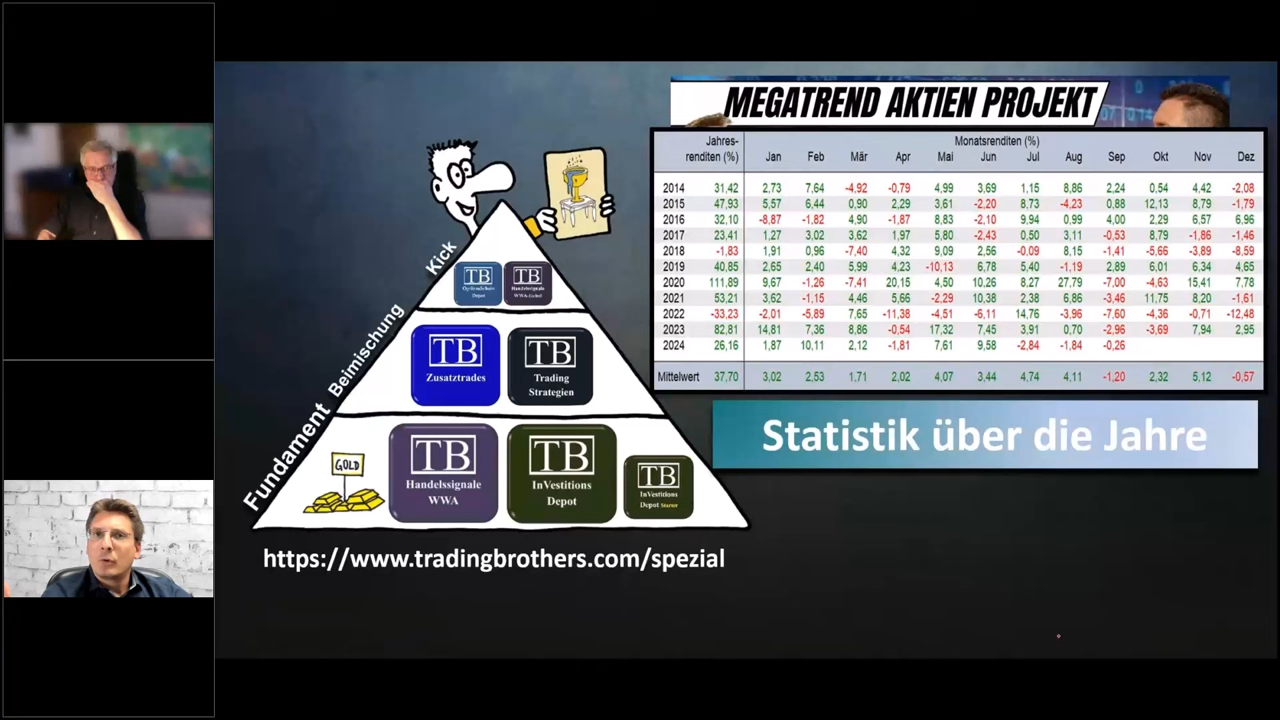 MEGATREND AKTIEN PROJEKT
Jahres- Monatsrenditen (%)
renditen (%) Jan Feb Mär Apr Mai Jun Jul Aug Sep Okt Nov Dez
2014 31,42 2,73 7,64 -4,92 -0,79 4,99 3,69 1,15 8,86 2,24 0,54 4,42 -2,08
2015 47,93 5,57 6,44 0,90 2,29 3,61 -2,20 8,73 -4,23 0,88 12,13 8,79 -1,79
2016 32,10 -8,87 -1,82 4,90 -1,87 8,83 -2,10 9,94 0,99 4,00 2,29 6,57 6,96
2017 23,41 1,27 3,02 3,62 1,97 5,80 -2,43 0,50 3,11 -0,53 8,79 -1,86 -1,46
2018 -1,83 1,91 0,96 -7,40 4,32 9,09 2,56 -0,09 8,15 -1,41 -5,66 -3,89 -8,59
2019 40,85 2,65 2,40 5,99 4,23 -10,13 6,78 5,40 -1,19 2,89 6,01 6,34 4,65
2020 111,89 9,67 -1,26 -7,41 20,15 4,50 10,26 8,27 27,79 -7,00 -4,63 15,41 7,78
2021 53,21 3,62 -1,15 4,46 5,66 -2,29 10,38 2,38 6,86 -3,46 11,75 8,20 -1,61
2022 -33,23 -2,01 -5,89 7,65 -11,38 -4,51 -6,11 14,76 -3,96 -7,60 -4,36 -0,71 -12,48
2023 82,81 14,81 7,36 8,86 -0,54 17,32 7,45 3,91 0,70 -2,96 -3,69 7,94 2,95
2024 26,16 1,87 10,11 2,12 -1,81 7,61 9,58 -2,84 -1,84 -0,26
Mittelwert 37,70 3,02 2,53 1,71 2,02 4,07 3,44 4,74 4,11 -1,20 2,32 5,12 -0,57
Statistik über die Jahre
Kick
TB
Depot
TB
Handelssignale
Beimischung
TB
Zusatztrades
TB
Trading
Strategien
Fundament
GOLD
TB
Handelssignale
WWA
TB
InVestitions
Depot
TB
InVestitions
Depot Starter
https://www.tradingbrothers.com/spezial